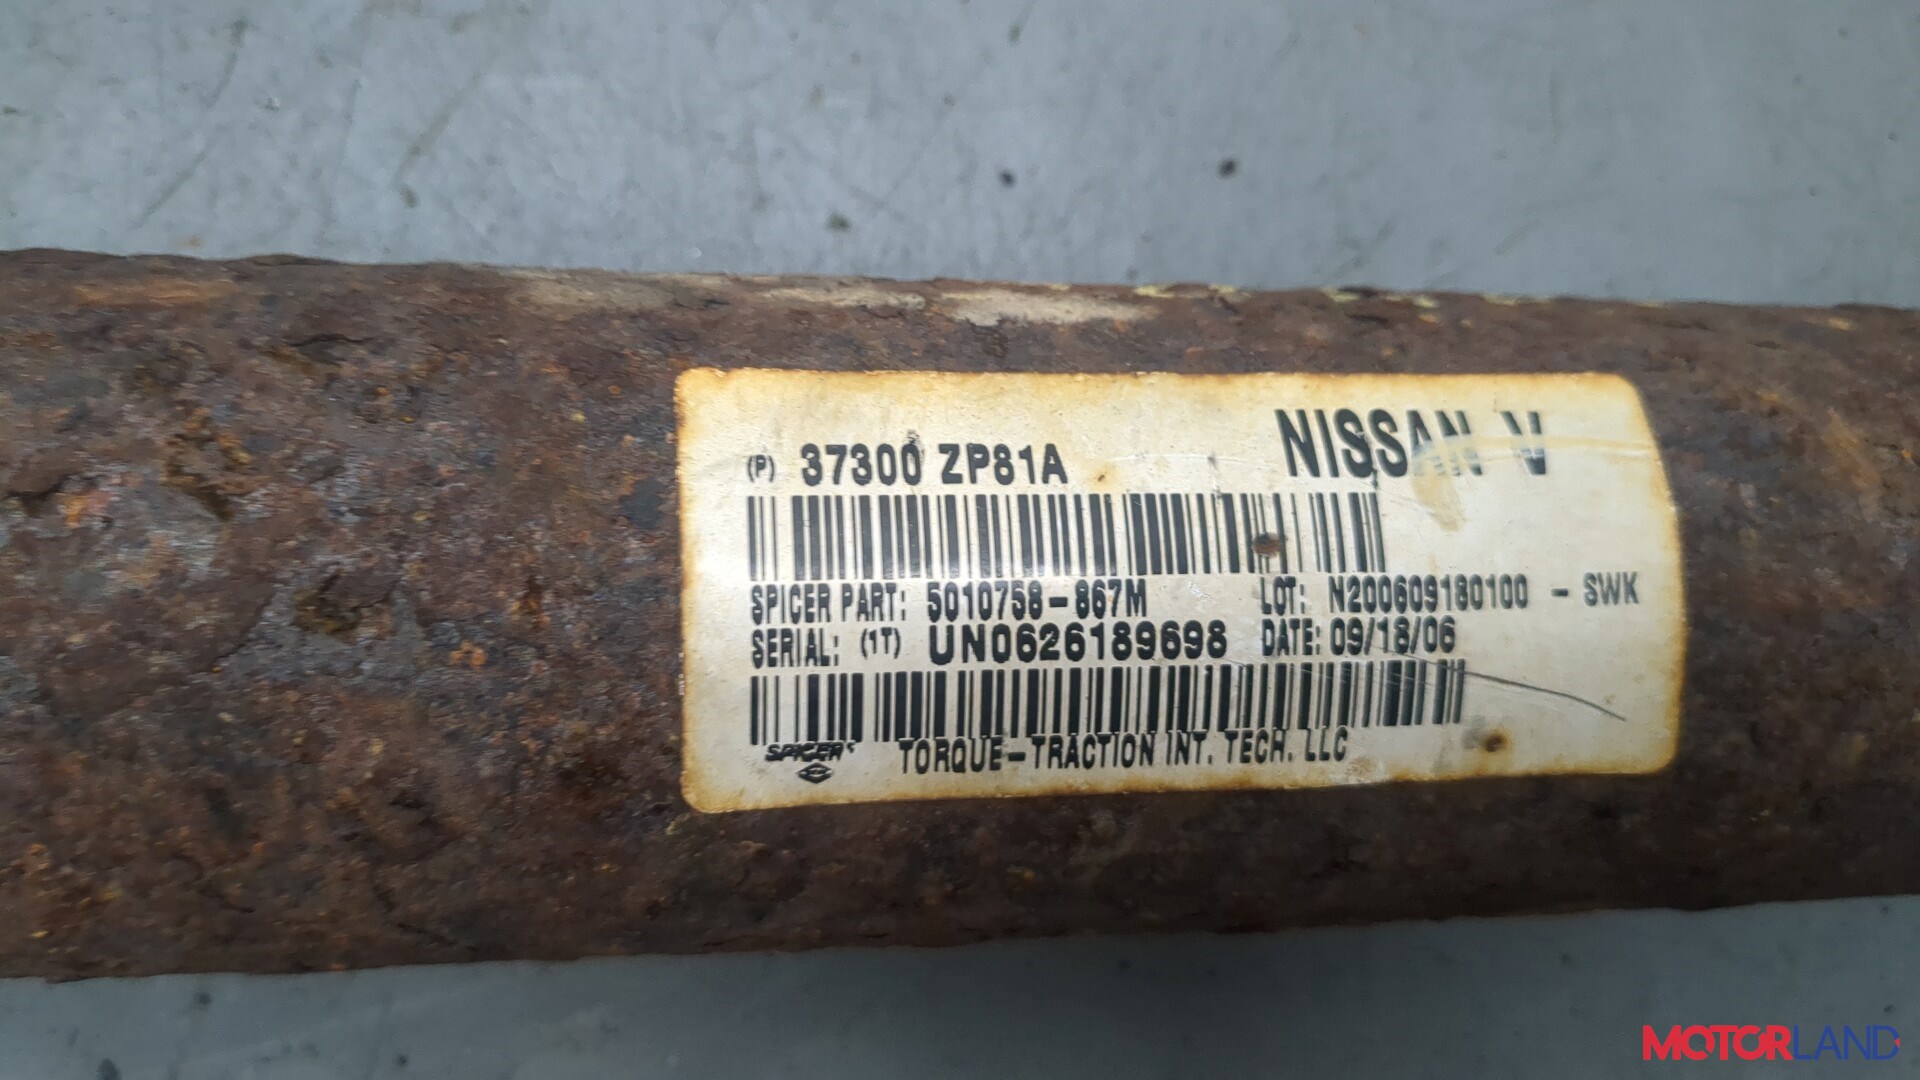 (P) 37300 ZP81A NISSAN V
SPICER PART: 5010758-867M LOT: N200609180100 - SWK
SERIAL: (1T) UN0626189698 DATE: 09/18/06
SPICER TORQUE-TRACTION INT. TECH. LLC
MOTORLAND